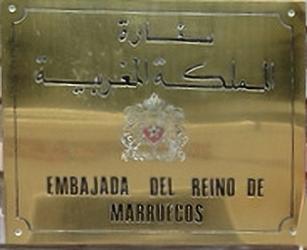 سفارة
المملكة المغربية
EMBAJADA DEL REINO DE
MARRUECOS